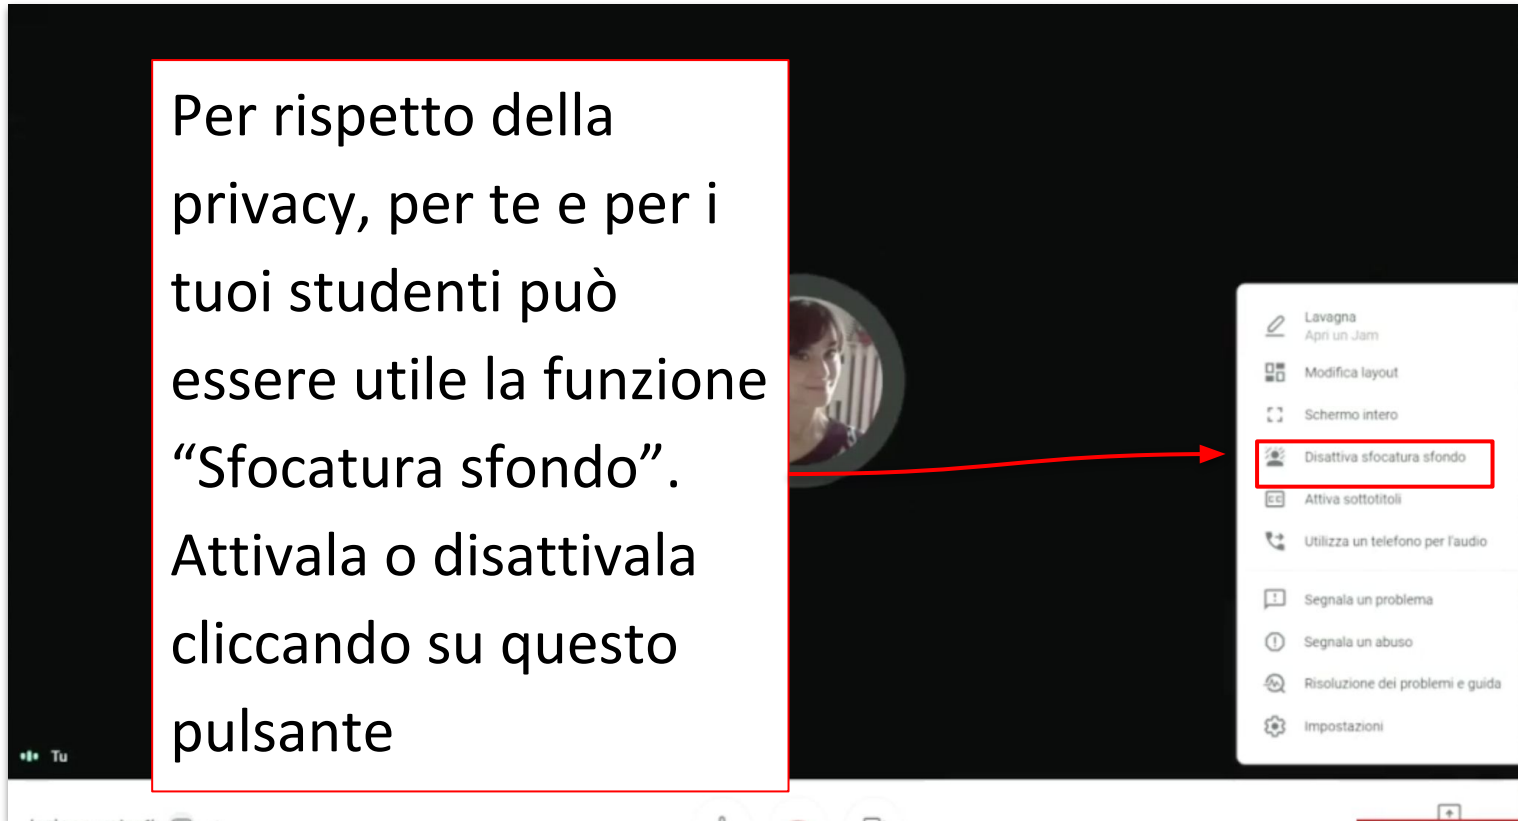 Per rispetto della
privacy, per te e per i
tuoi studenti può
essere utile la funzione
“Sfocatura sfondo”.
Attivala o disattivala
cliccando su questo
pulsante
Lavagna
Apri un Jam
Modifica layout
Schermo intero
Disattiva sfocatura sfondo
CC
Attiva sottotitoli
Utilizza un telefono per l'audio
Segnala un problema
Segnala un abuso
Risoluzione dei problemi e guida
Impostazioni
Tu